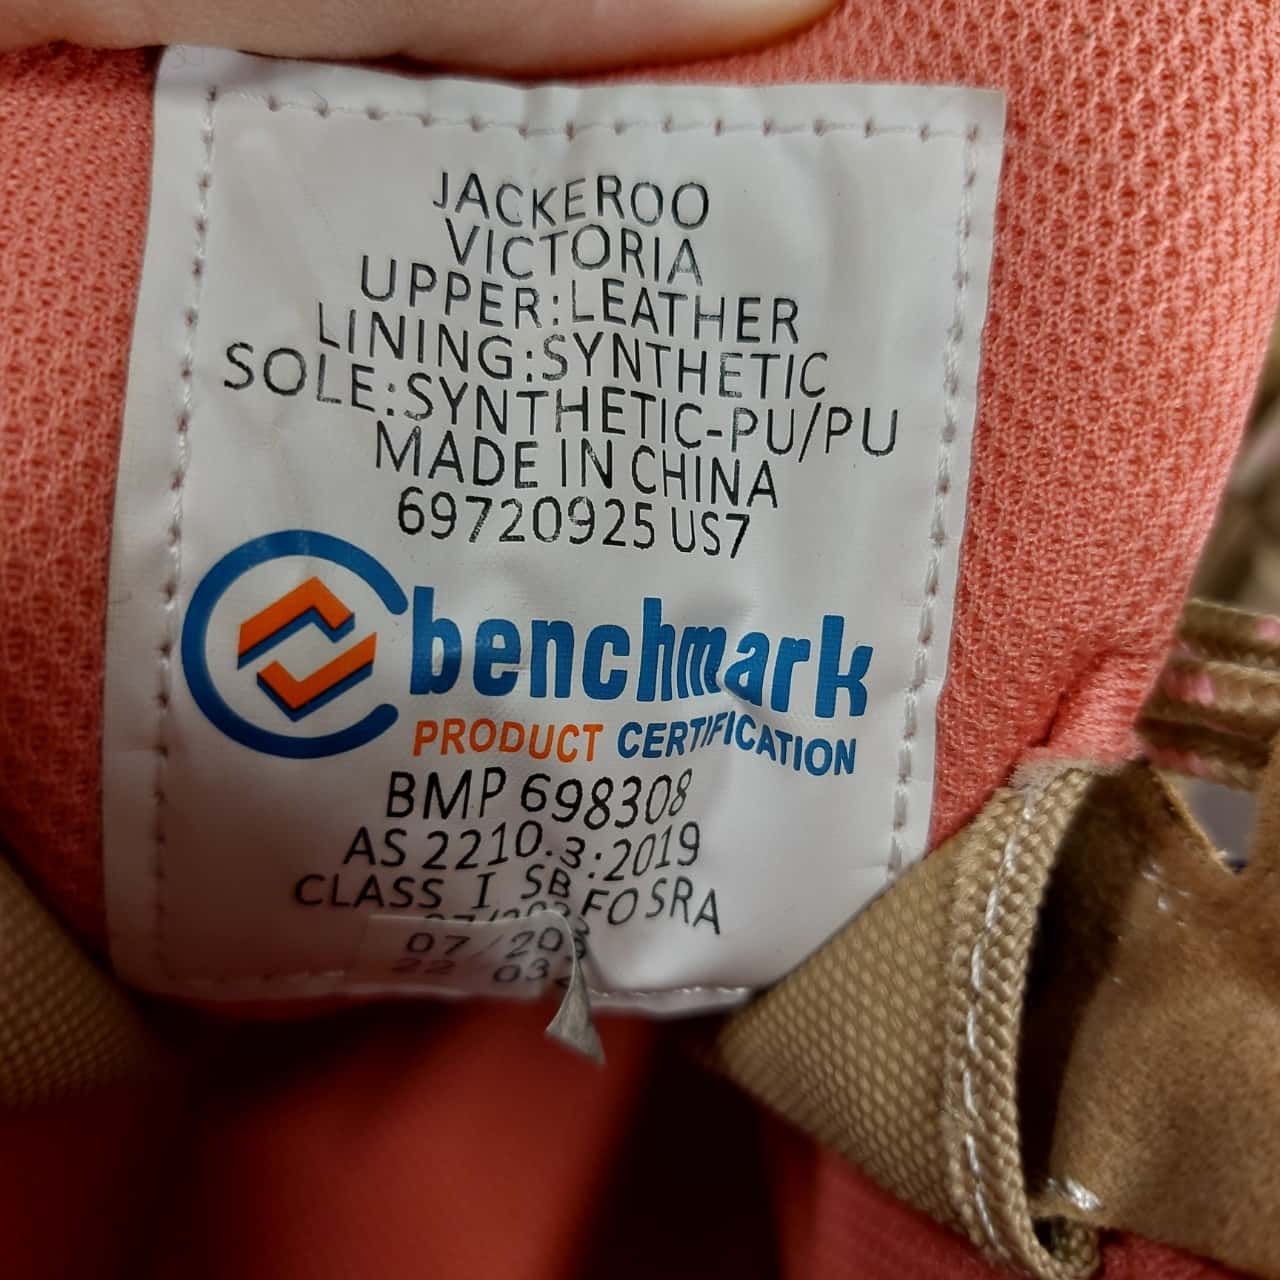 JACKEROO
VICTORIA
UPPER:LEATHER
LINING:SYNTHETIC
SOLE:SYNTHETIC-PU/PU
MADE IN CHINA
69720925 US7
benchmark
PRODUCT CERTIFICATION
BMP 698308
AS 2210.3:2019
CLASS I SB FO SRA